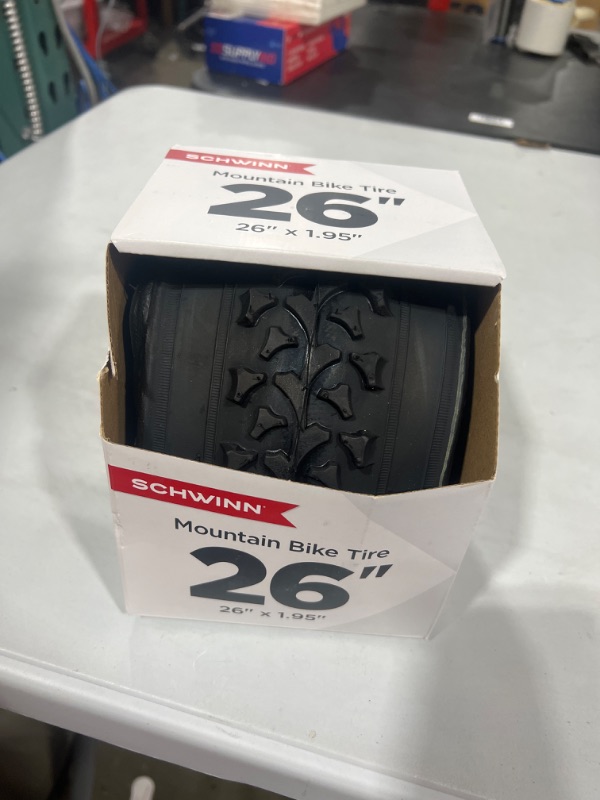 SCHWINN
Mountain Bike Tire
26"
26" x 1.95"
SCHWINN
Mountain Bike Tire
26"
26" x 1.95"